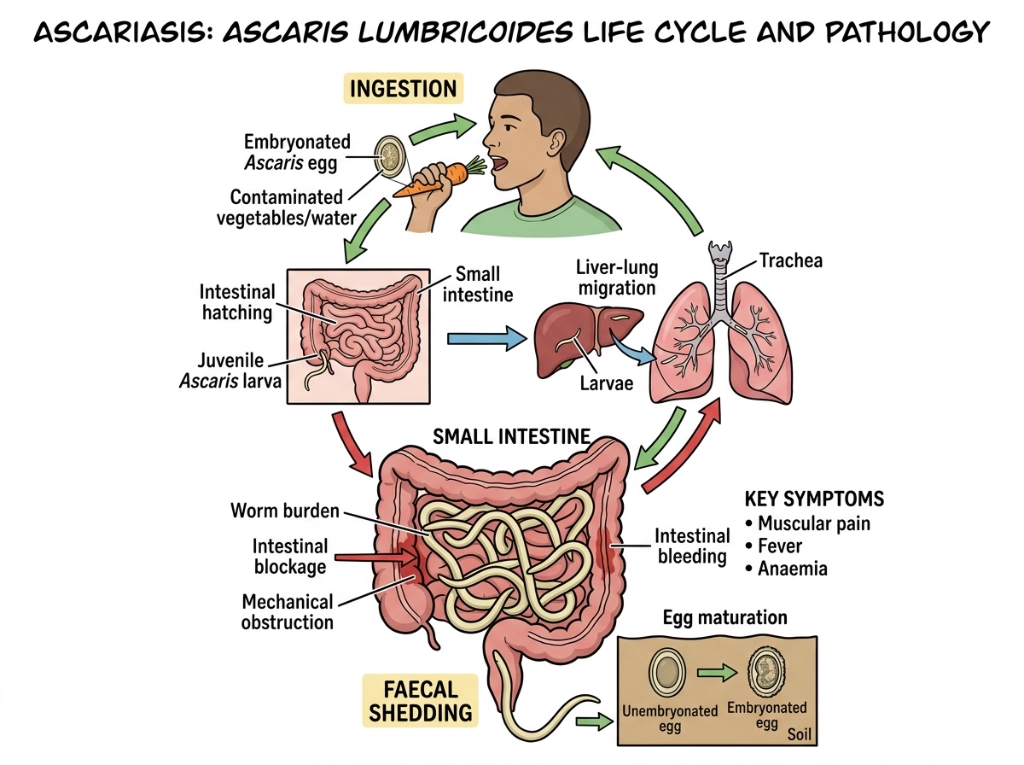 ASCARIASIS: ASCARIS LUMBRICOIDES LIFE CYCLE AND PATHOLOGY
INGESTION
Embryonated
Ascaris egg
Contaminated
vegetables/water
Intestinal
hatching
Small
intestine
Juvenile
Ascaris larva
Liver-lung
migration
Larvae
Trachea
SMALL INTESTINE
Worm burden
Intestinal
blockage
Mechanical
obstruction
Intestinal
bleeding
KEY SYMPTOMS
• Muscular pain
• Fever
• Anaemia
FAECAL
SHEDDING
Egg maturation
Unembryonated
egg
Embryonated
egg
Soil